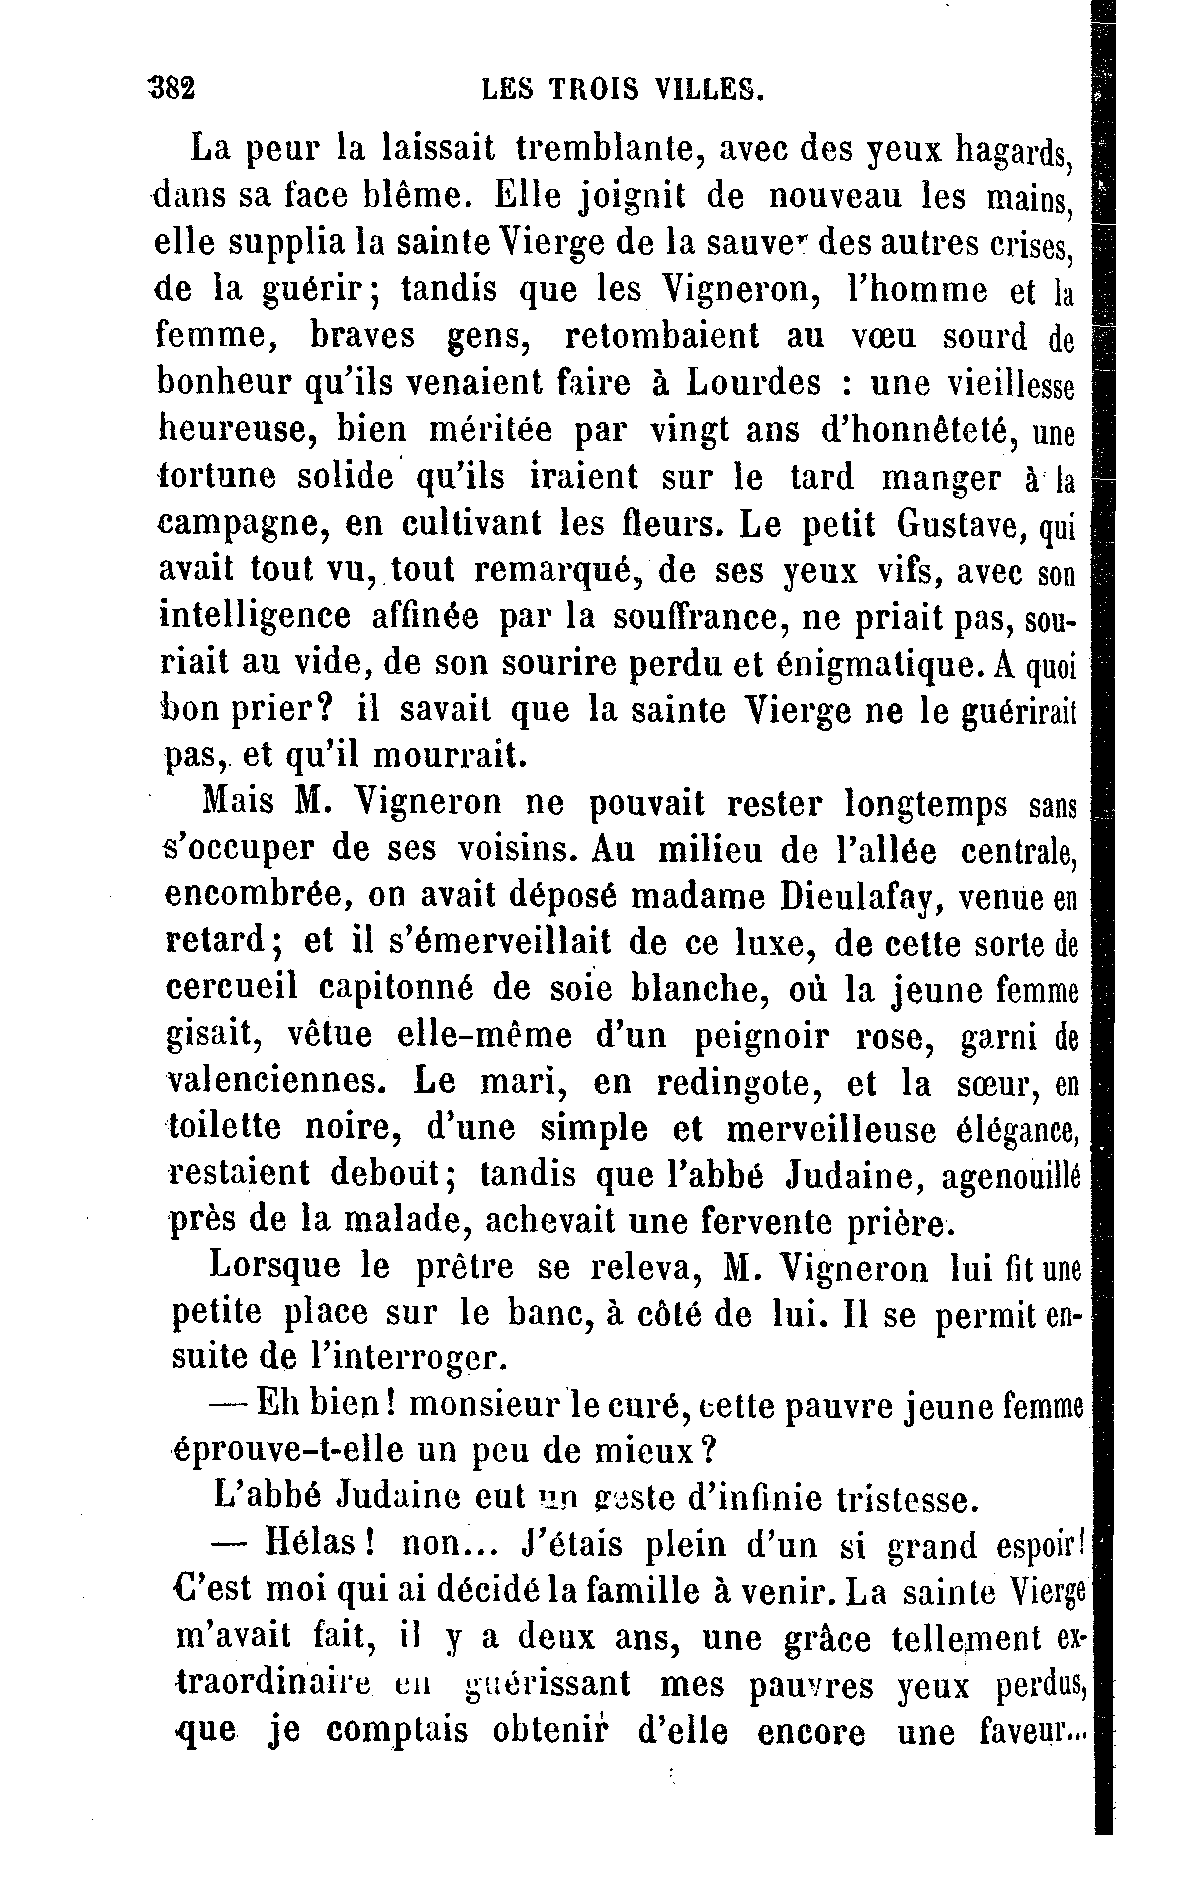 382 LES TROIS VILLES.
La peur la laissait tremblante, avec des yeux hagards,
dans sa face blême. Elle joignit de nouveau les mains,
elle supplia la sainte Vierge de la sauver des autres crises,
de la guérir; tandis que les Vigneron, l'homme et la
femme, braves gens, retombaient au vœu sourd de
bonheur qu'ils venaient faire à Lourdes : une vieillesse
heureuse, bien méritée par vingt ans d'honnêteté, une
fortune solide qu'ils iraient sur le tard manger à la
campagne, en cultivant les fleurs. Le petit Gustave, qui
avait tout vu, tout remarqué, de ses yeux vifs, avec son
intelligence affinée par la souffrance, ne priait pas, sou-
riait au vide, de son sourire perdu et énigmatique. A quoi
bon prier? il savait que la sainte Vierge ne le guérirait
pas, et qu'il mourrait.
Mais M. Vigneron ne pouvait rester longtemps sans
s'occuper de ses voisins. Au milieu de l'allée centrale,
encombrée, on avait déposé madame Dieulafay, venue en
retard; et il s'émerveillait de ce luxe, de cette sorte de
cercueil capitonné de soie blanche, où la jeune femme
gisait, vêtue elle-même d'un peignoir rose, garni de
valenciennes. Le mari, en redingote, et la sœur, en
toilette noire, d'une simple et merveilleuse élégance,
restaient debout; tandis que l'abbé Judaine, agenouillé
près de la malade, achevait une fervente prière.
Lorsque le prêtre se releva, M. Vigneron lui fit une
petite place sur le banc, à côté de lui. Il se permit en-
suite de l'interroger.
— Eh bien! monsieur le curé, cette pauvre jeune femme
éprouve-t-elle un peu de mieux?
L'abbé Judaine eut un geste d'infinie tristesse.
— Hélas! non... J'étais plein d'un si grand espoir!
C'est moi qui ai décidé la famille à venir. La sainte Vierge
m'avait fait, il y a deux ans, une grâce tellement ex-
traordinaire en guérissant mes pauvres yeux perdus,
que je comptais obtenir d'elle encore une faveur...